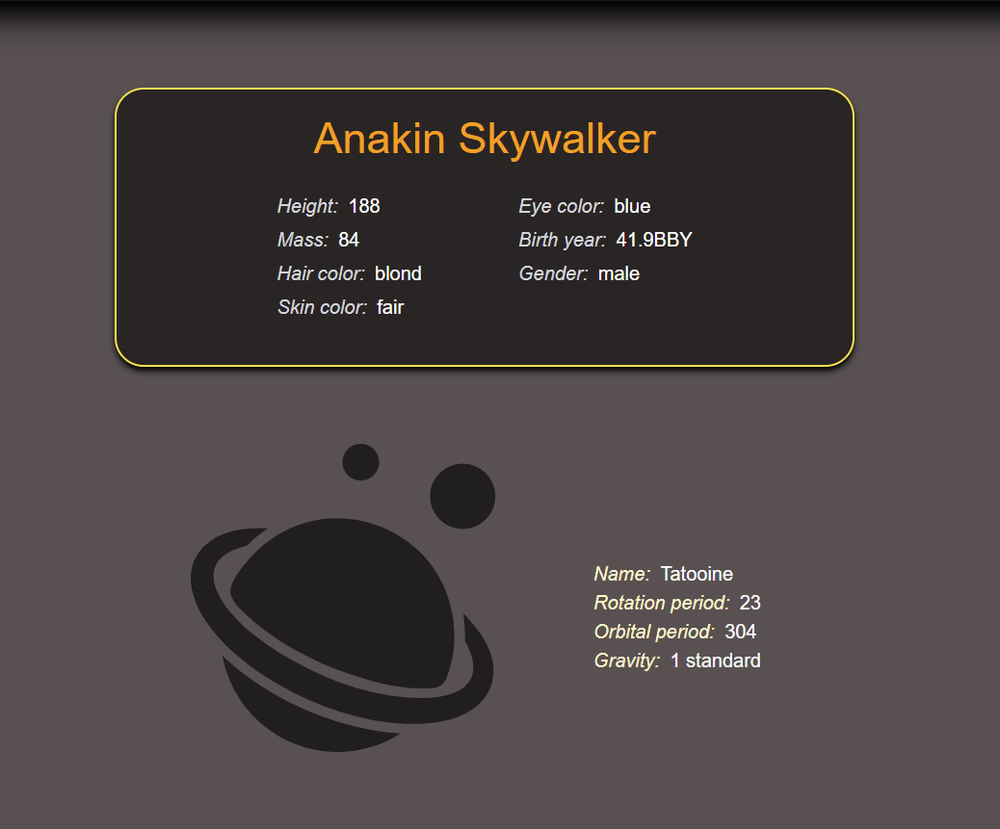 Anakin Skywalker
Height: 188
Mass: 84
Hair color: blond
Skin color: fair
Eye color: blue
Birth year: 41.9BBY
Gender: male
Name: Tatooine
Rotation period: 23
Orbital period: 304
Gravity: 1 standard